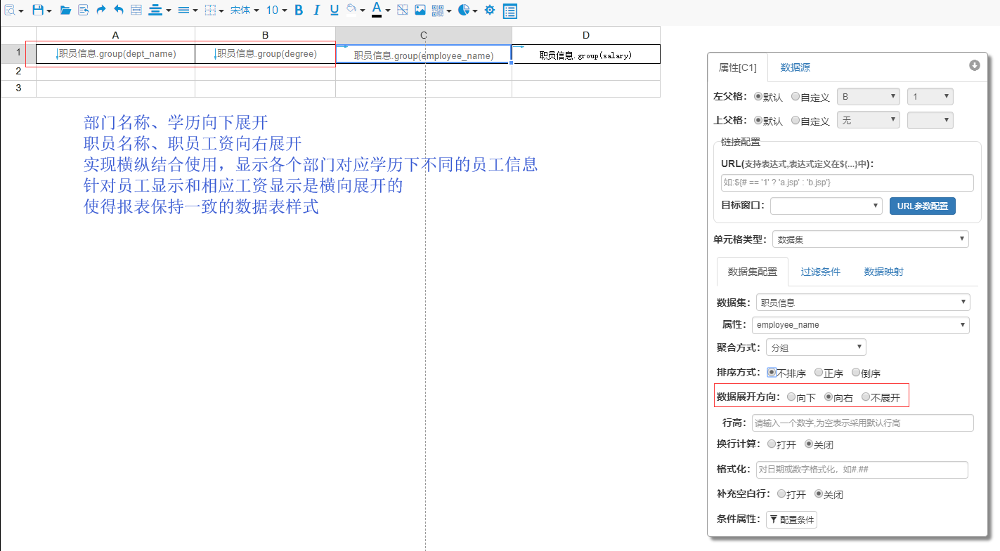 宋体 10 B I U A
A B C D
1 职员信息.group(dept_name) 职员信息.group(degree) 职员信息.group(employee_name) 职员信息.group(salary)
2
3
部门名称、学历向下展开
职员名称、职员工资向右展开
实现横纵结合使用，显示各个部门对应学历下不同的员工信息
针对员工显示和相应工资显示是横向展开的
使得报表保持一致的数据表样式
属性[C1] 数据源
左父格： 默认 自定义 B 1
上父格： 默认 自定义 无
链接配置
URL(支持表达式,表达式定义在${...}中)：
如:${# == '1' ? 'a.jsp' : 'b.jsp'}
目标窗口： URL参数配置
单元格类型： 数据集
数据集配置 过滤条件 数据映射
数据集： 职员信息
属性： employee_name
聚合方式： 分组
排序方式： 不排序 正序 倒序
数据展开方向： 向下 向右 不展开
行高： 请输入一个数字,为空表示采用默认行高
换行计算： 打开 关闭
格式化： 对日期或数字格式化，如#.##
补充空白行： 打开 关闭
条件属性： 配置条件